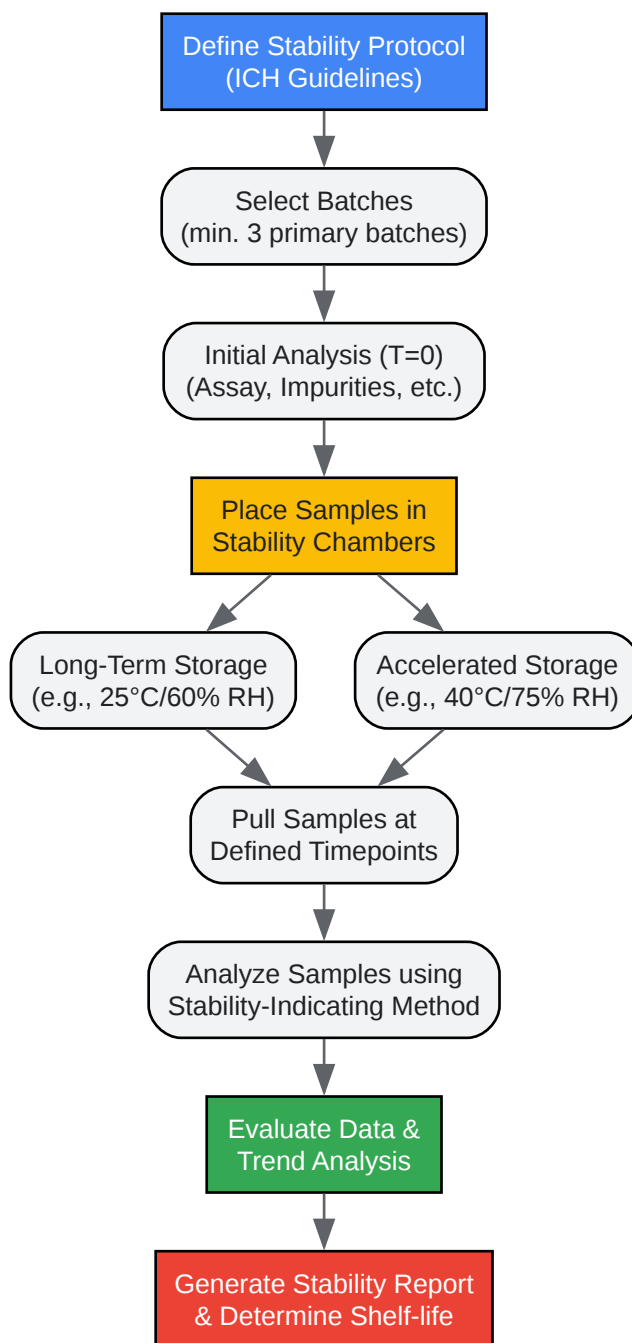 Define Stability Protocol
(ICH Guidelines)
Select Batches
(min. 3 primary batches)
Initial Analysis (T=0)
(Assay, Impurities, etc.)
Place Samples in
Stability Chambers
Long-Term Storage
(e.g., 25°C/60% RH)
Accelerated Storage
(e.g., 40°C/75% RH)
Pull Samples at
Defined Timepoints
Analyze Samples using
Stability-Indicating Method
Evaluate Data &
Trend Analysis
Generate Stability Report
& Determine Shelf-life